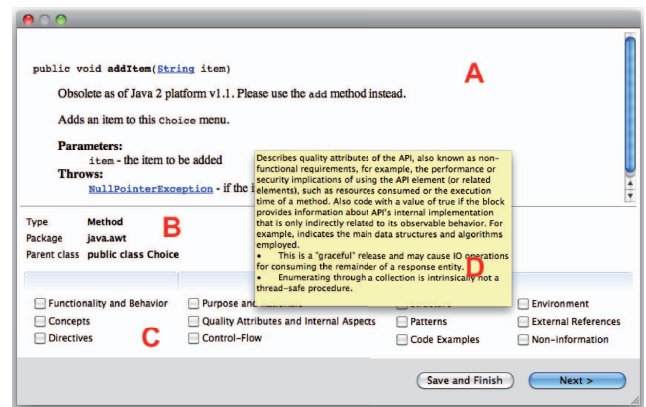 public void addItem(String item)
A
Obsolete as of Java 2 platform v1.1. Please use the add method instead.
Adds an item to this Choice menu.
Parameters:
item - the item to be added
Throws:
NullPointerException - if the i
Describes quality attributes of the API, also known as non-
functional requirements, for example, the performance or
security implications of using the API element (or related
elements), such as resources consumed or the execution
time of a method. Also code with a value of true if the block
provides information about API's internal implementation
that is only indirectly related to its observable behavior. For
example, indicates the main data structures and algorithms
employed.
• This is a "graceful" release and may cause IO operations
for consuming the remainder of a response entity.
• Enumerating through a collection is intrinsically not a
thread-safe procedure.
D
Type Method
Package java.awt
Parent class public class Choice
B
Functionality and Behavior
Concepts
Directives
C
Purpose and
Quality Attributes and Internal Aspects
Control-Flow
Patterns
Code Examples
Environment
External References
Non-information
Save and Finish
Next >